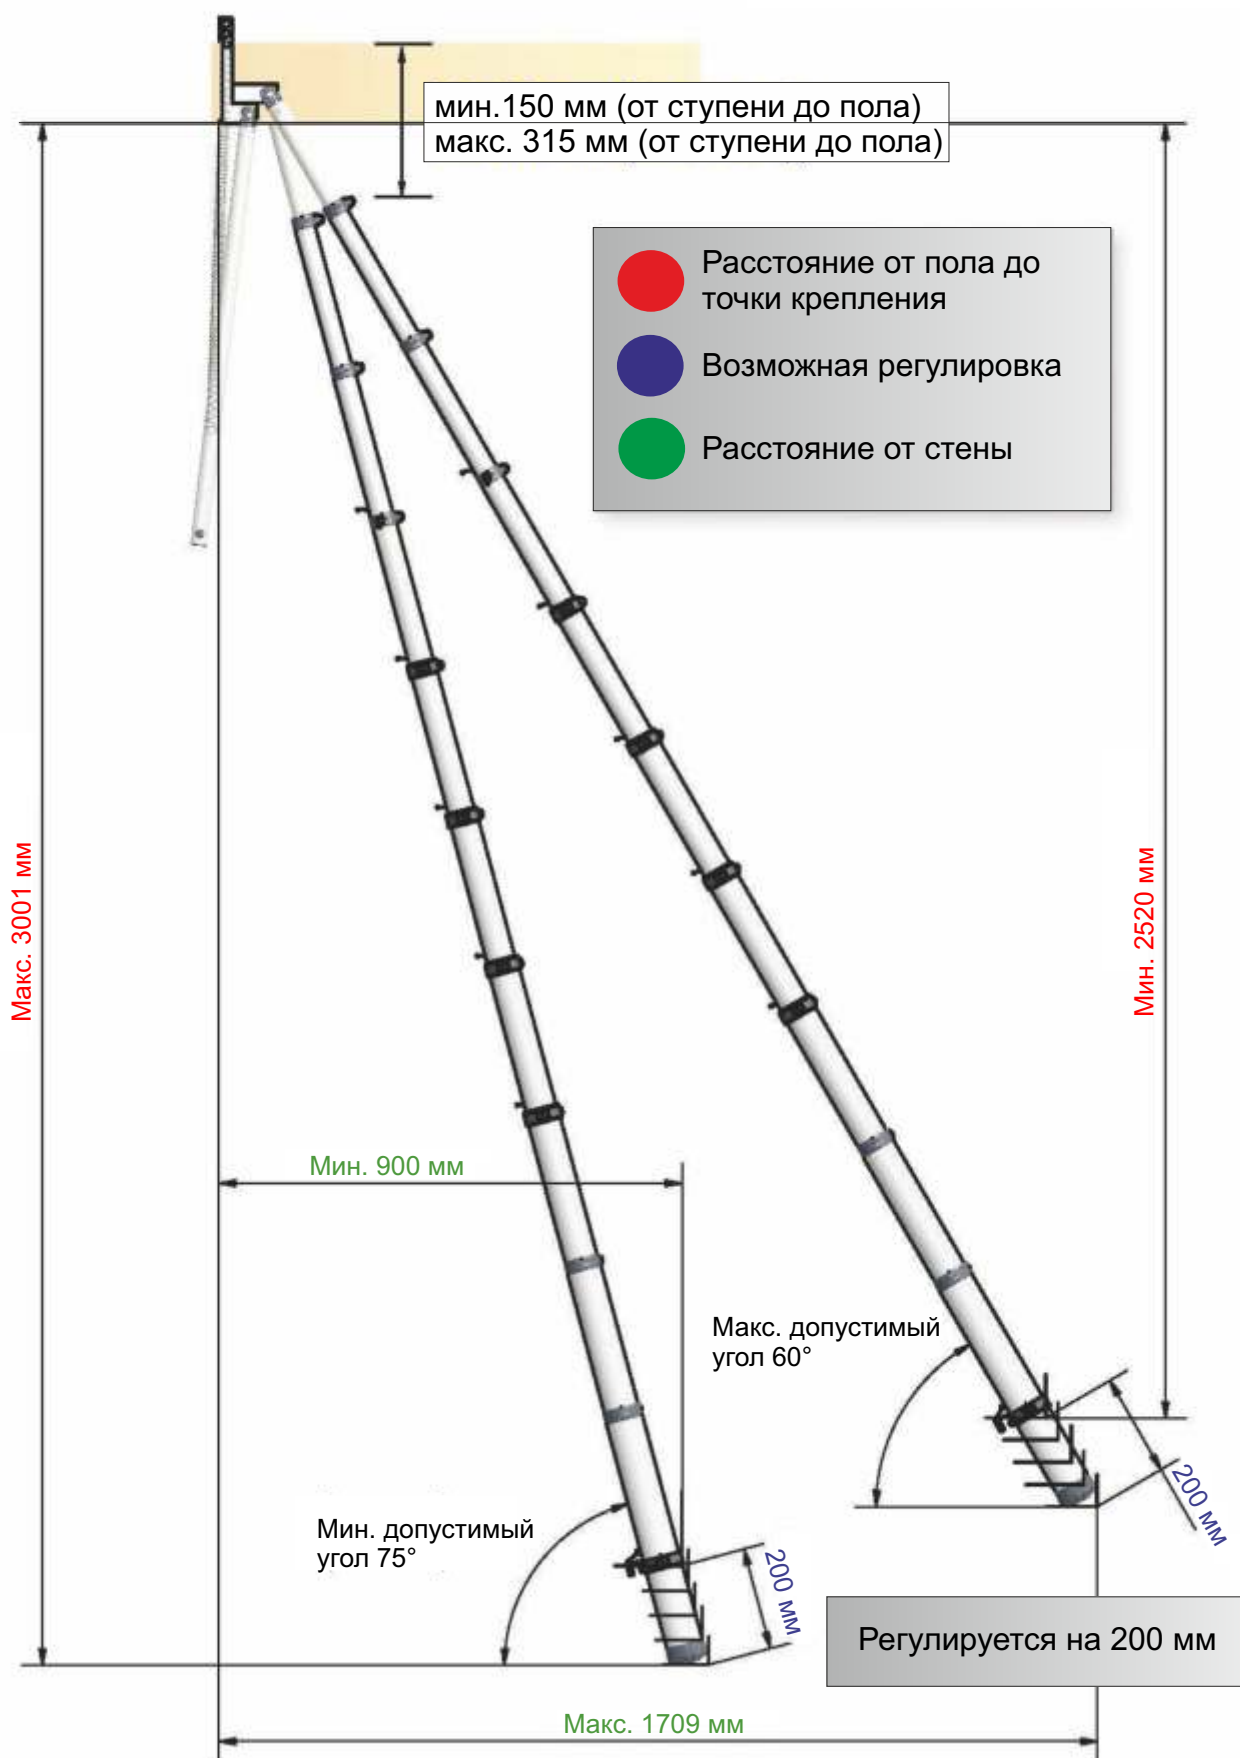 мин.150 мм (от ступени до пола)
макс. 315 мм (от ступени до пола)
Расстояние от пола до
точки крепления
Возможная регулировка
Расстояние от стены
Макс. 3001 мм
Мин. 2520 мм
Мин. 900 мм
Макс. допустимый
угол 60°
200 мм
Мин. допустимый
угол 75°
200 мм
Регулируется на 200 мм
Макс. 1709 мм